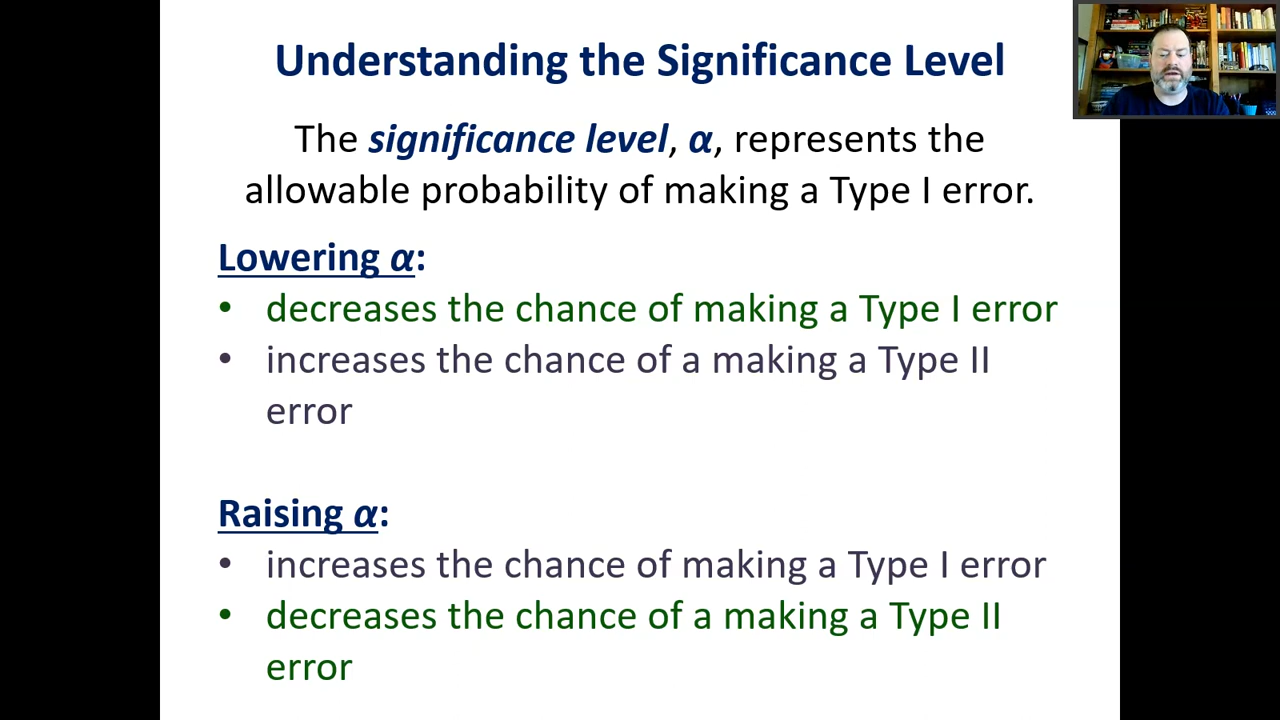 Understanding the Significance Level
The significance level, α, represents the
allowable probability of making a Type I error.
Lowering α:
• decreases the chance of making a Type I error
• increases the chance of a making a Type II
error
Raising α:
• increases the chance of making a Type I error
• decreases the chance of a making a Type II
error